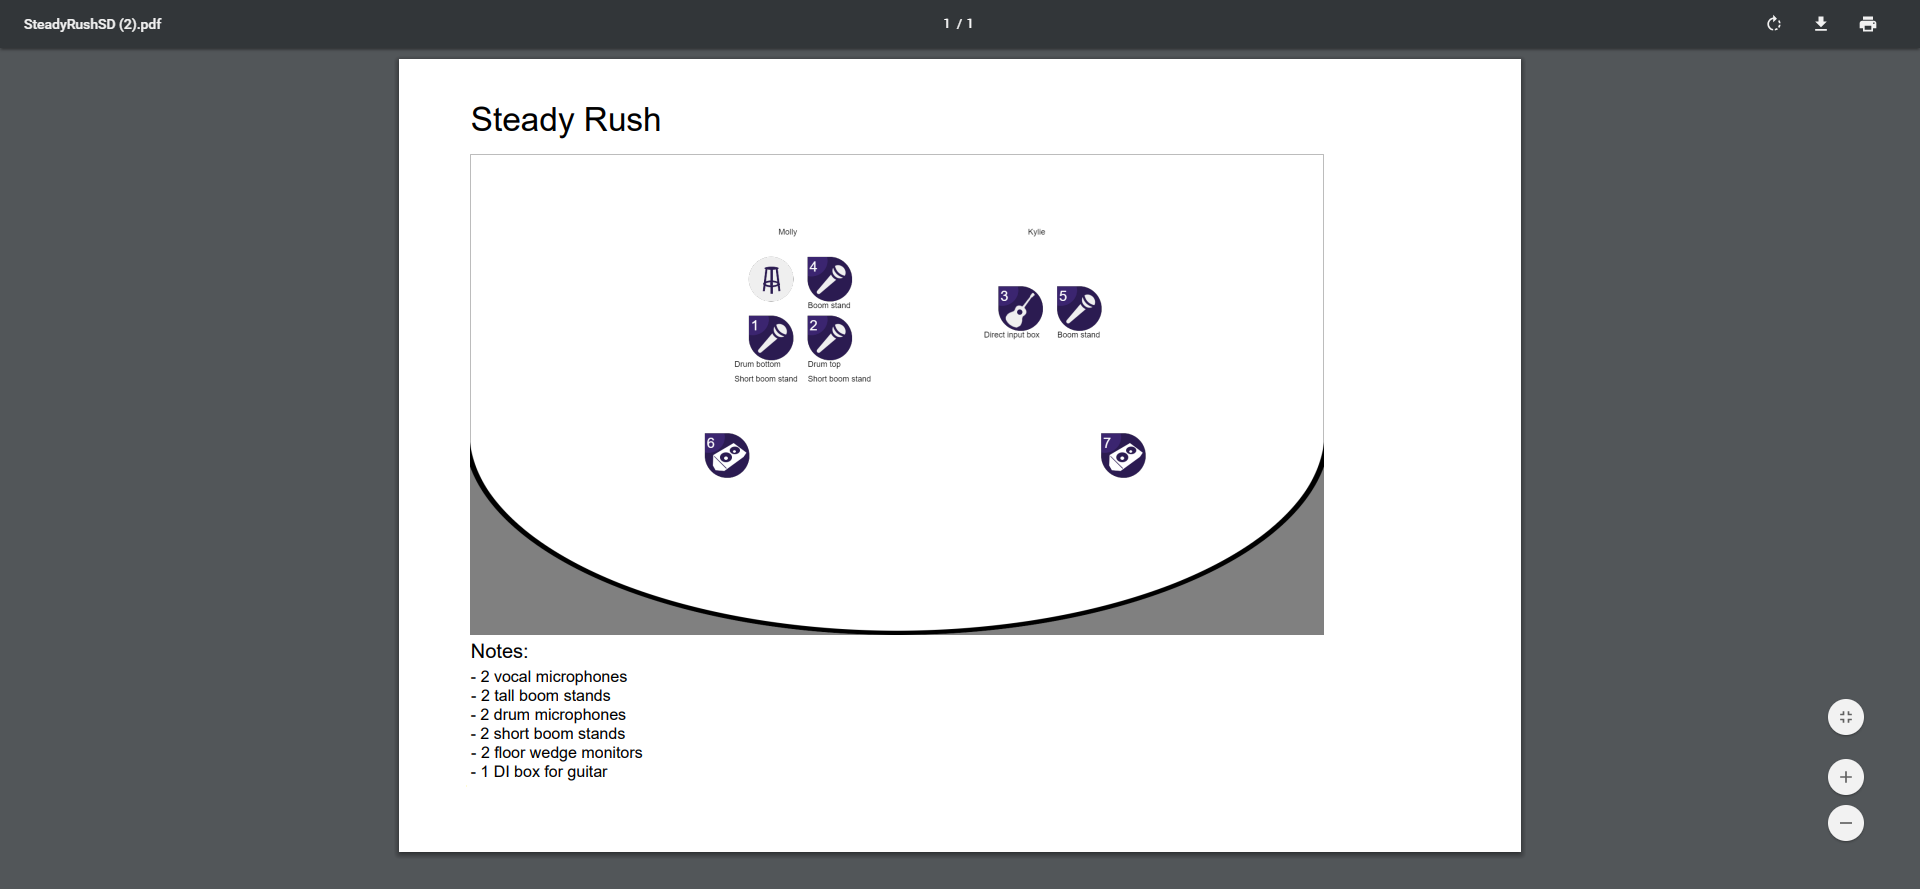 SteadyRushSD (2).pdf
1 / 1
Steady Rush
Molly
Kylie
4
Boom stand
3
5
Direct input box
Boom stand
1
2
Drum bottom
Drum top
Short boom stand
Short boom stand
6
7
Notes:
- 2 vocal microphones
- 2 tall boom stands
- 2 drum microphones
- 2 short boom stands
- 2 floor wedge monitors
- 1 DI box for guitar